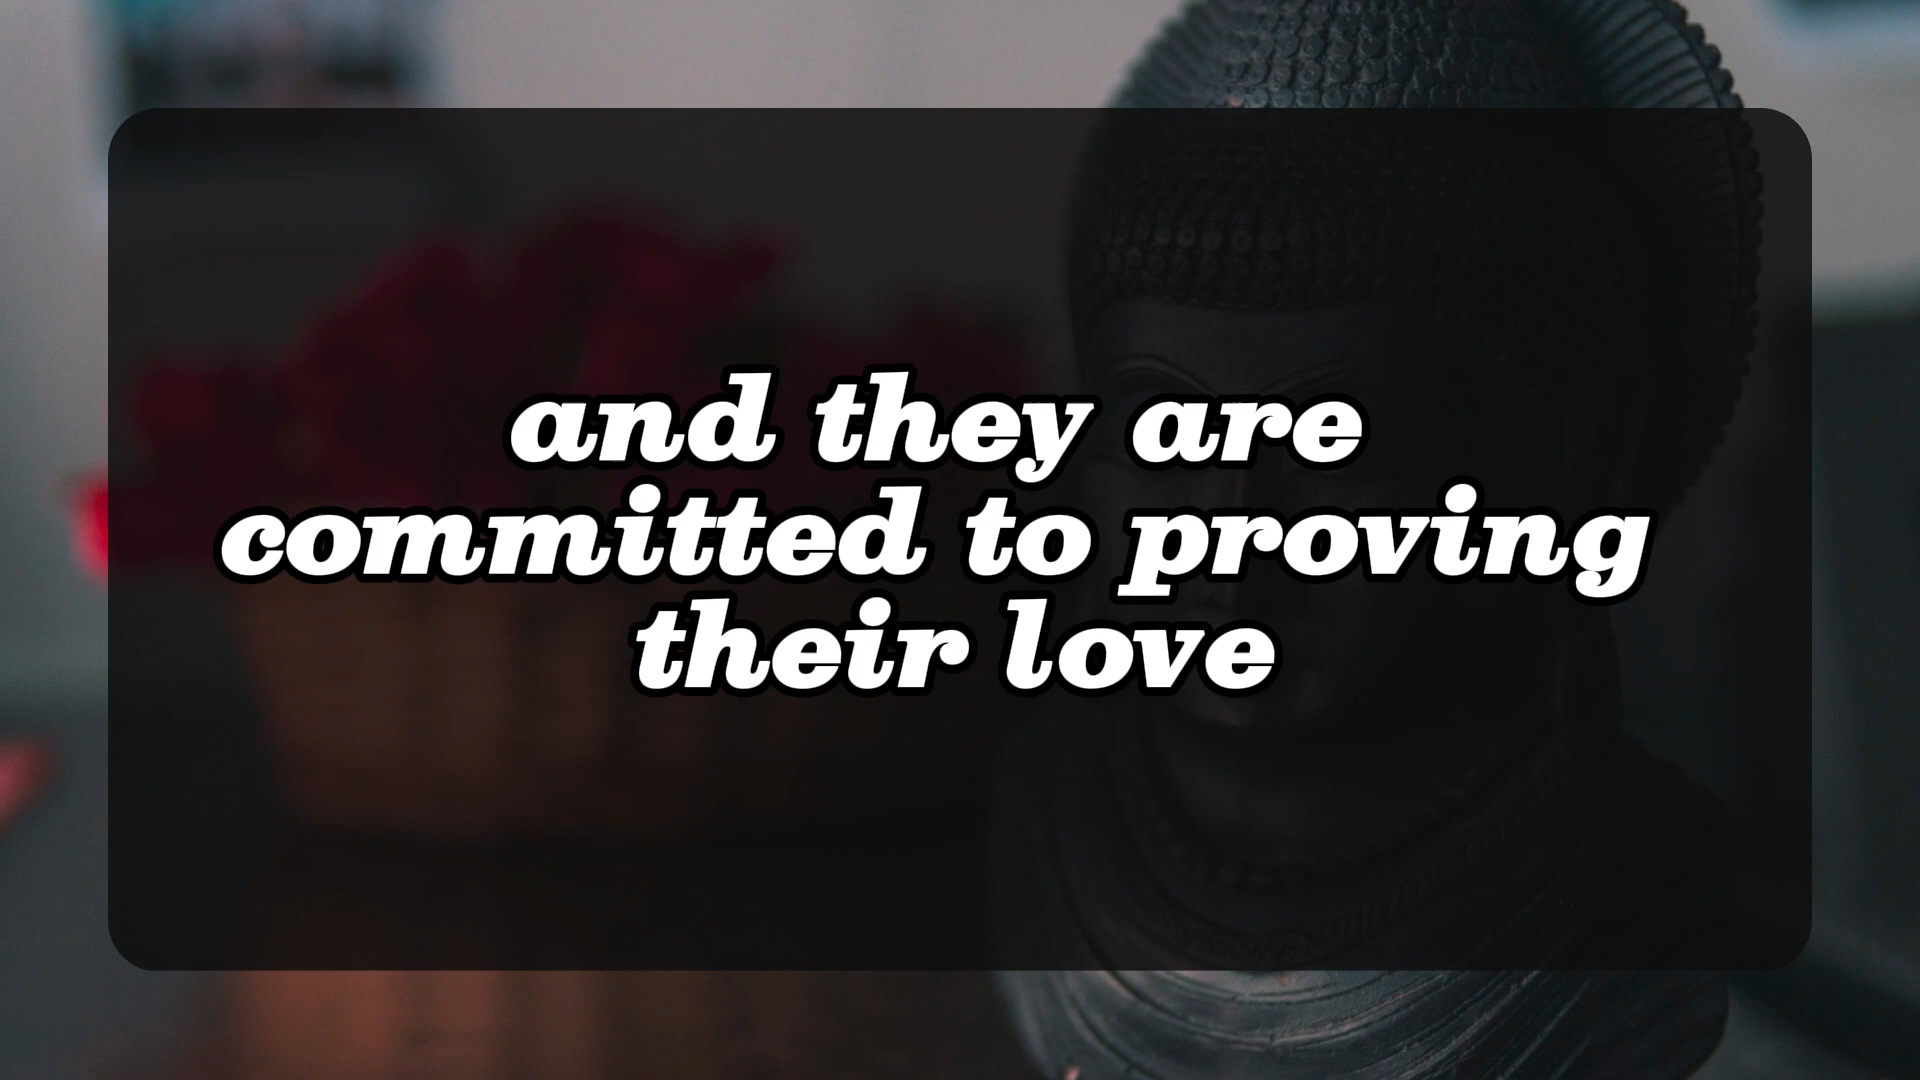 and they are
committed to proving
their love